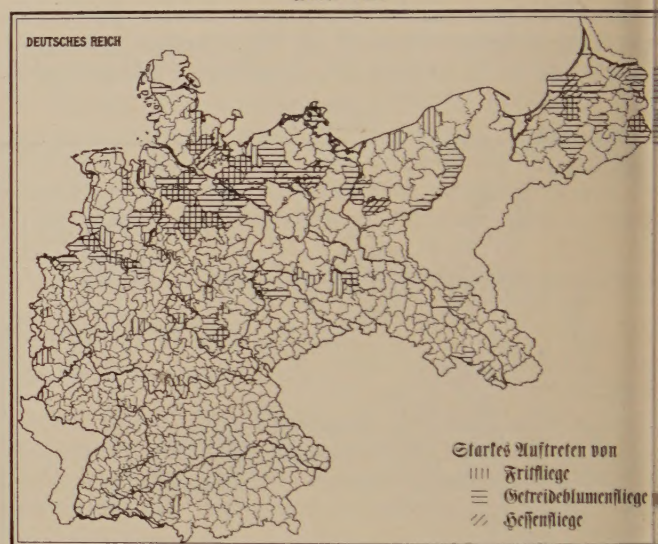 DEUTSCHES REICH
Starkes Auftreten von
Fritfliege
Getreideblumenfliege
Hessenfliege